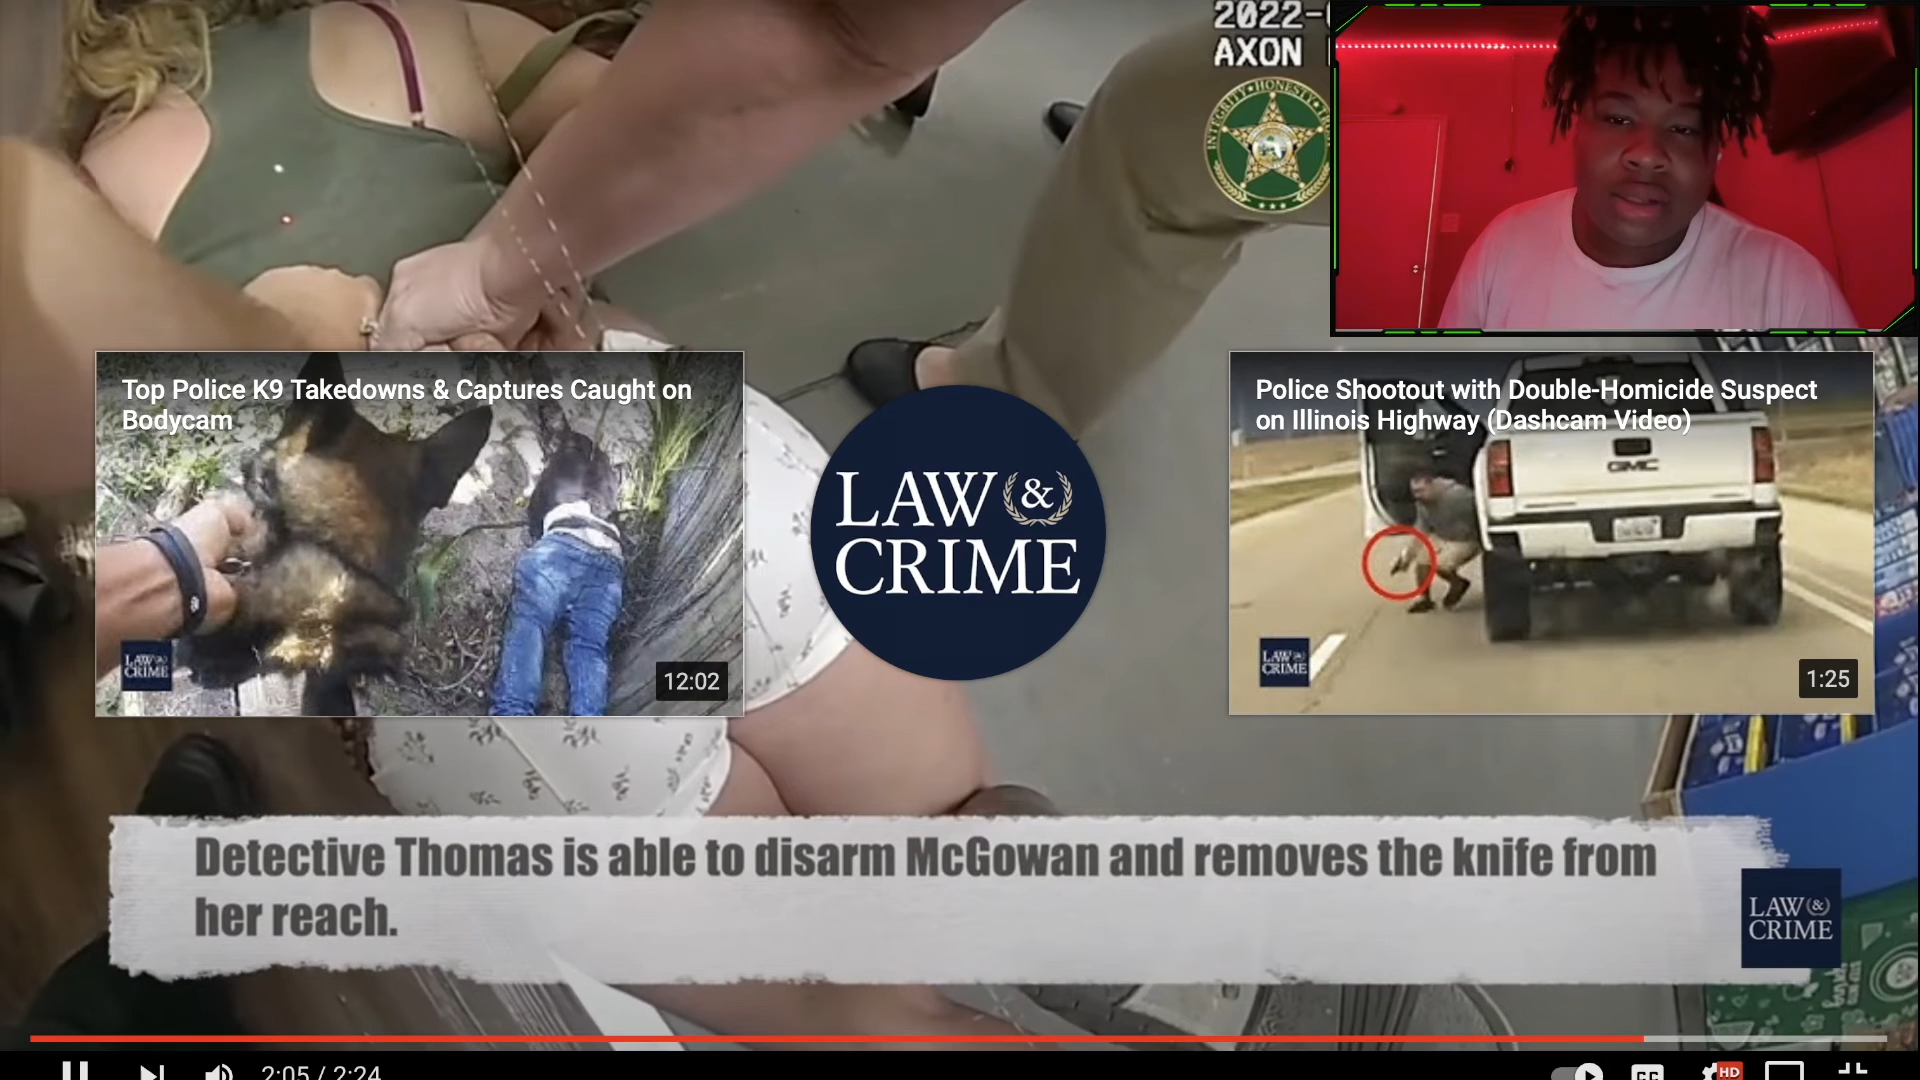 2022-
AXON
INTEGRITY★HONESTY★
Top Police K9 Takedowns & Captures Caught on
Bodycam
LAW &
CRIME
12:02
LAW &
CRIME
Police Shootout with Double-Homicide Suspect
on Illinois Highway (Dashcam Video)
GMC
LAW &
CRIME
1:25
Detective Thomas is able to disarm McGowan and removes the knife from
her reach.
LAW &
CRIME
2:05 / 2:24
CC
HD